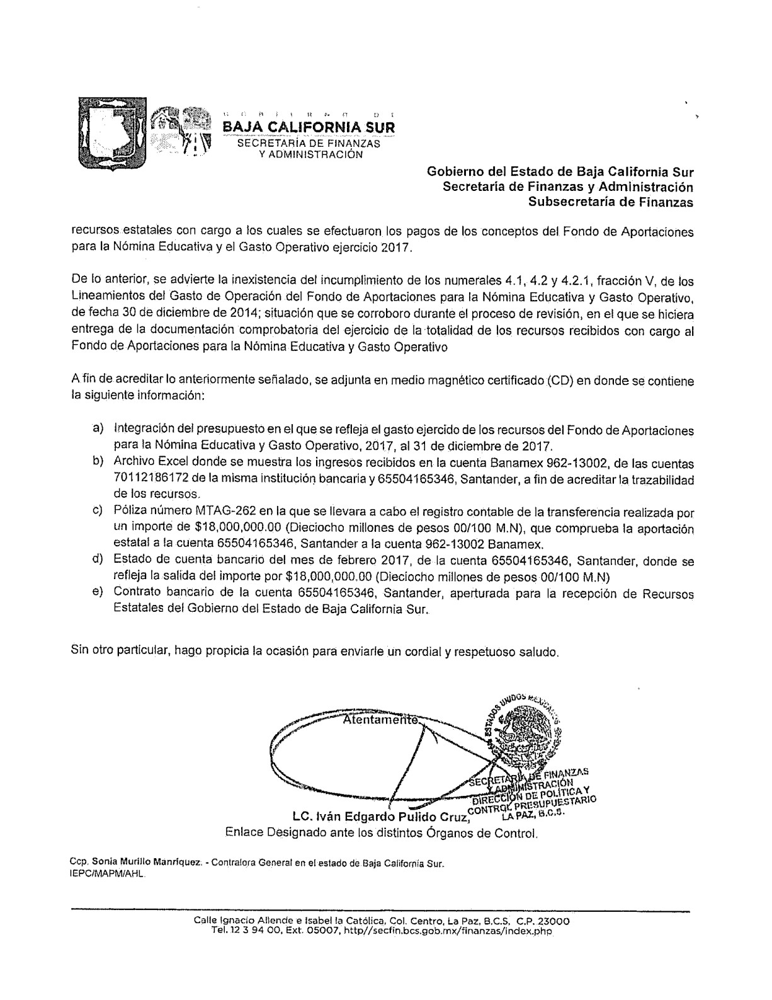 GOBIERNO DE
BAJA CALIFORNIA SUR
SECRETARÍA DE FINANZAS
Y ADMINISTRACIÓN
Gobierno del Estado de Baja California Sur
Secretaría de Finanzas y Administración
Subsecretaría de Finanzas
recursos estatales con cargo a los cuales se efectuaron los pagos de los conceptos del Fondo de Aportaciones
para la Nómina Educativa y el Gasto Operativo ejercicio 2017.
De lo anterior, se advierte la inexistencia del incumplimiento de los numerales 4.1, 4.2 y 4.2.1, fracción V, de los
Lineamientos del Gasto de Operación del Fondo de Aportaciones para la Nómina Educativa y Gasto Operativo,
de fecha 30 de diciembre de 2014; situación que se corroboro durante el proceso de revisión, en el que se hiciera
entrega de la documentación comprobatoria del ejercicio de la totalidad de los recursos recibidos con cargo al
Fondo de Aportaciones para la Nómina Educativa y Gasto Operativo
A fin de acreditar lo anteriormente señalado, se adjunta en medio magnético certificado (CD) en donde se contiene
la siguiente información:
a) Integración del presupuesto en el que se refleja el gasto ejercido de los recursos del Fondo de Aportaciones
para la Nómina Educativa y Gasto Operativo, 2017, al 31 de diciembre de 2017.
b) Archivo Excel donde se muestra los ingresos recibidos en la cuenta Banamex 962-13002, de las cuentas
70112186172 de la misma institución bancaria y 65504165346, Santander, a fin de acreditar la trazabilidad
de los recursos.
c) Póliza número MTAG-262 en la que se llevara a cabo el registro contable de la transferencia realizada por
un importe de $18,000,000.00 (Dieciocho millones de pesos 00/100 M.N), que comprueba la aportación
estatal a la cuenta 65504165346, Santander a la cuenta 962-13002 Banamex.
d) Estado de cuenta bancario del mes de febrero 2017, de la cuenta 65504165346, Santander, donde se
refleja la salida del importe por $18,000,000.00 (Dieciocho millones de pesos 00/100 M.N)
e) Contrato bancario de la cuenta 65504165346, Santander, aperturada para la recepción de Recursos
Estatales del Gobierno del Estado de Baja California Sur.
Sin otro particular, hago propicia la ocasión para enviarle un cordial y respetuoso saludo.
Atentamente.
ESTADOS UNIDOS MEXICANOS
SECRETARÍA DE FINANZAS
Y ADMINISTRACIÓN
DIRECCIÓN DE POLÍTICA Y
CONTROL PRESUPUESTARIO
LA PAZ, B.C.S.
LC. Iván Edgardo Pulido Cruz,
Enlace Designado ante los distintos Órganos de Control.
Ccp. Sonia Murillo Manríquez. - Contralora General en el estado de Baja California Sur.
IEPC/MAPM/AHL.
Calle Ignacio Allende e Isabel la Católica, Col. Centro, La Paz, B.C.S, C.P. 23000
Tel. 12 3 94 00, Ext. 05007, http//secfin.bcs.gob.mx/finanzas/index.php